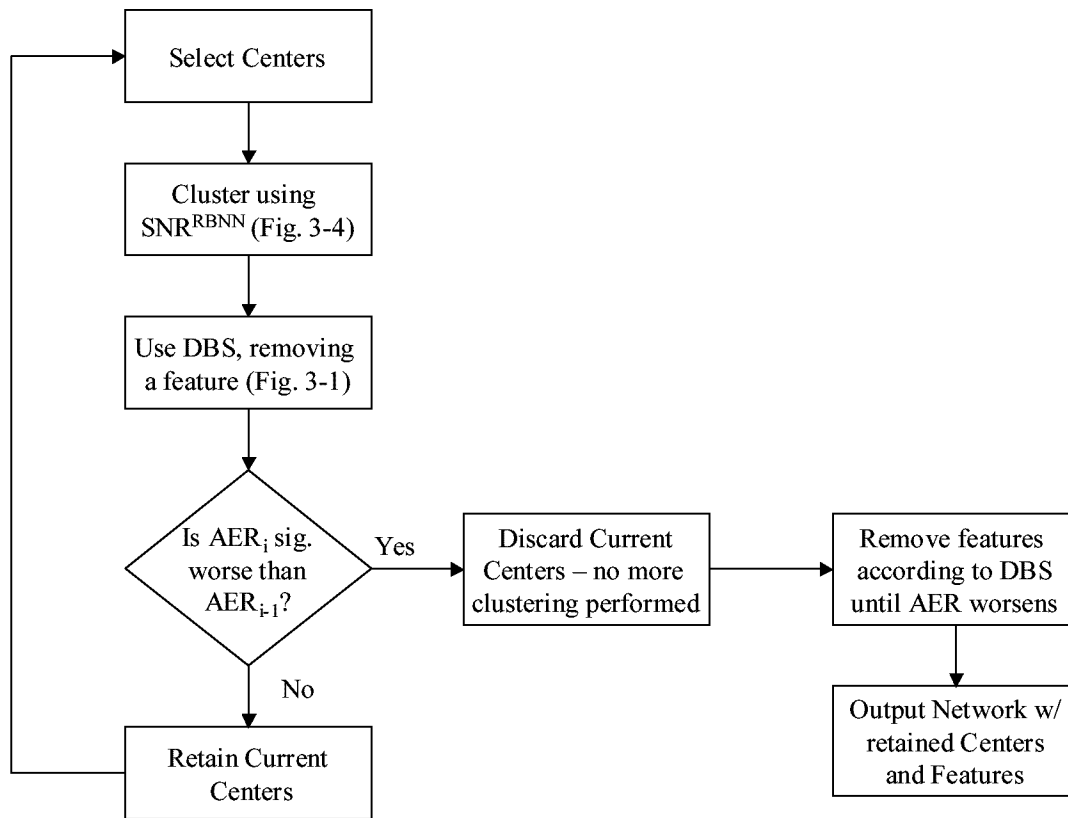 Select Centers
Cluster using
SNR^RBNN (Fig. 3-4)
Use DBS, removing
a feature (Fig. 3-1)
Is AER_i sig.
worse than
AER_i-1?
Yes
Discard Current
Centers – no more
clustering performed
Remove features
according to DBS
until AER worsens
No
Retain Current
Centers
Output Network w/
retained Centers
and Features